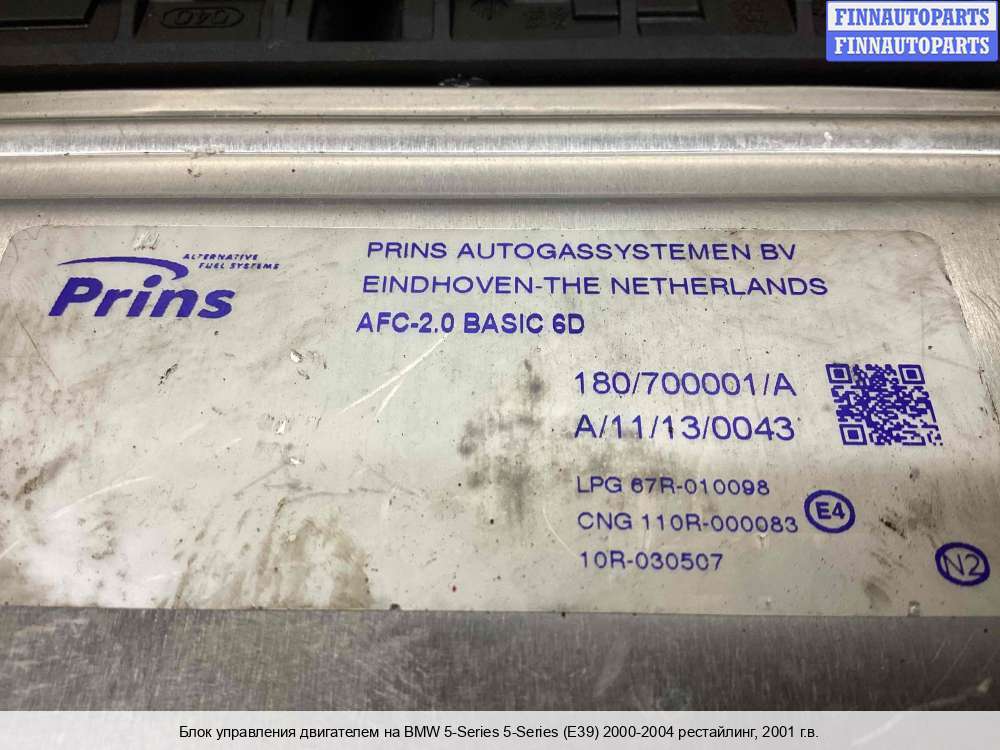 040
FINNAUTOPARTS
FINNAUTOPARTS
ALTERNATIVE
FUEL SYSTEMS
Prins
PRINS AUTOGASSYSTEMEN BV
EINDHOVEN-THE NETHERLANDS
AFC-2.0 BASIC 6D
180/700001/A
A/11/13/0043
LPG 67R-010098
CNG 110R-000083
E4
10R-030507
N2
Блок управления двигателем на BMW 5-Series 5-Series (E39) 2000-2004 рестайлинг, 2001 г.в.